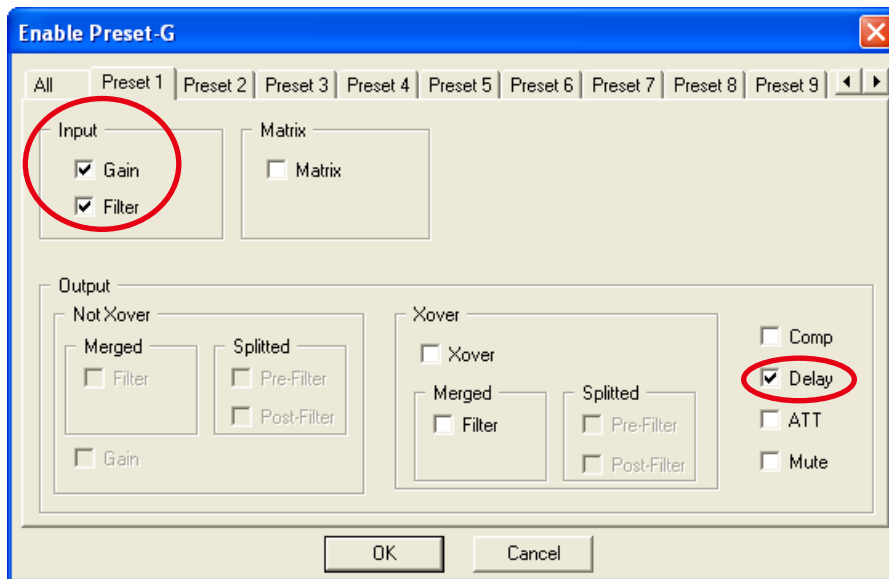 Enable Preset-G
All Preset 1 Preset 2 Preset 3 Preset 4 Preset 5 Preset 6 Preset 7 Preset 8 Preset 9
Input
Gain
Filter
Matrix
Matrix
Output
Not Xover
Merged
Filter
Splitted
Pre-Filter
Post-Filter
Gain
Xover
Xover
Merged
Filter
Splitted
Pre-Filter
Post-Filter
Comp
Delay
ATT
Mute
OK Cancel